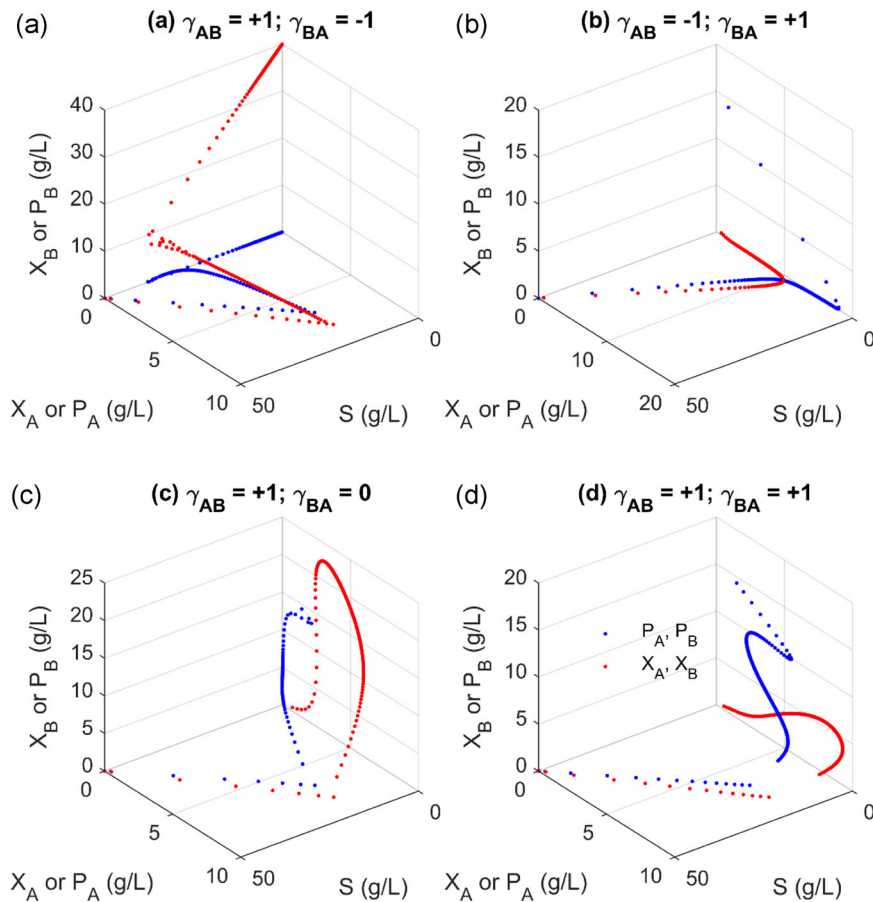 (a)
(a) γAB = +1; γBA = -1
40
30
20
10
0
XB or PB (g/L)
0
5
10
XA or PA (g/L)
50
0
S (g/L)
(b)
(b) γAB = -1; γBA = +1
20
15
10
5
0
XB or PB (g/L)
0
10
20
XA or PA (g/L)
50
0
S (g/L)
(c)
(c) γAB = +1; γBA = 0
25
20
15
10
5
0
XB or PB (g/L)
0
5
10
XA or PA (g/L)
50
0
S (g/L)
(d)
(d) γAB = +1; γBA = +1
20
15
10
5
0
XB or PB (g/L)
PA, PB
XA, XB
0
5
10
XA or PA (g/L)
50
0
S (g/L)